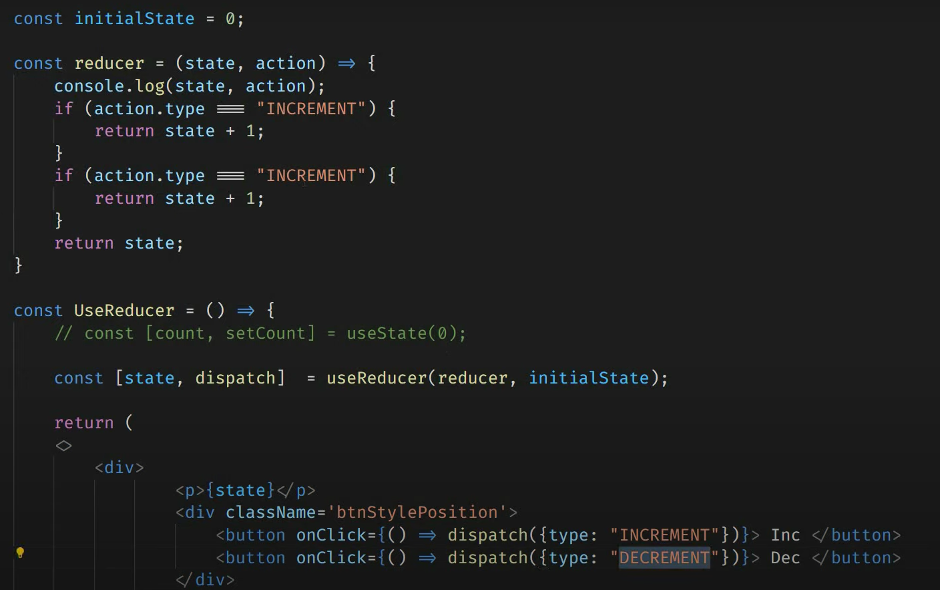 const initialState = 0;
const reducer = (state, action) => {
console.log(state, action);
if (action.type === "INCREMENT") {
return state + 1;
}
if (action.type === "INCREMENT") {
return state + 1;
}
return state;
}
const UseReducer = () => {
// const [count, setCount] = useState(0);
const [state, dispatch]  = useReducer(reducer, initialState);
return (
<>
<div>
<p>{state}</p>
<div className='btnStylePosition'>
<button onClick={() => dispatch({type: "INCREMENT"})}> Inc </button>
<button onClick={() => dispatch({type: "DECREMENT"})}> Dec </button>
</div>